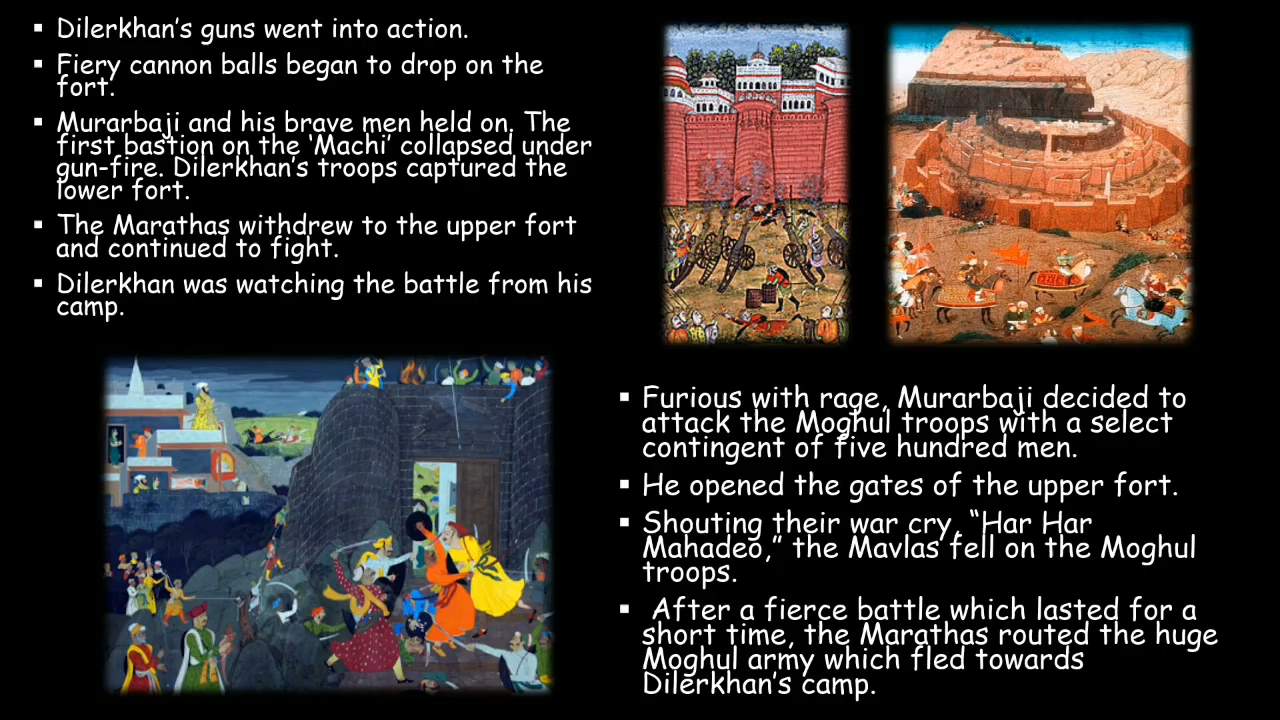 ▪ Dilerkhan’s guns went into action.
▪ Fiery cannon balls began to drop on the
fort.
▪ Murarbaji and his brave men held on. The
first bastion on the ‘Machi’ collapsed under
gun-fire. Dilerkhan’s troops captured the
lower fort.
▪ The Marathas withdrew to the upper fort
and continued to fight.
▪ Dilerkhan was watching the battle from his
camp.
▪ Furious with rage, Murarbaji decided to
attack the Moghul troops with a select
contingent of five hundred men.
▪ He opened the gates of the upper fort.
▪ Shouting their war cry, “Har Har
Mahadeo,” the Mavlas fell on the Moghul
troops.
▪ After a fierce battle which lasted for a
short time, the Marathas routed the huge
Moghul army which fled towards
Dilerkhan’s camp.